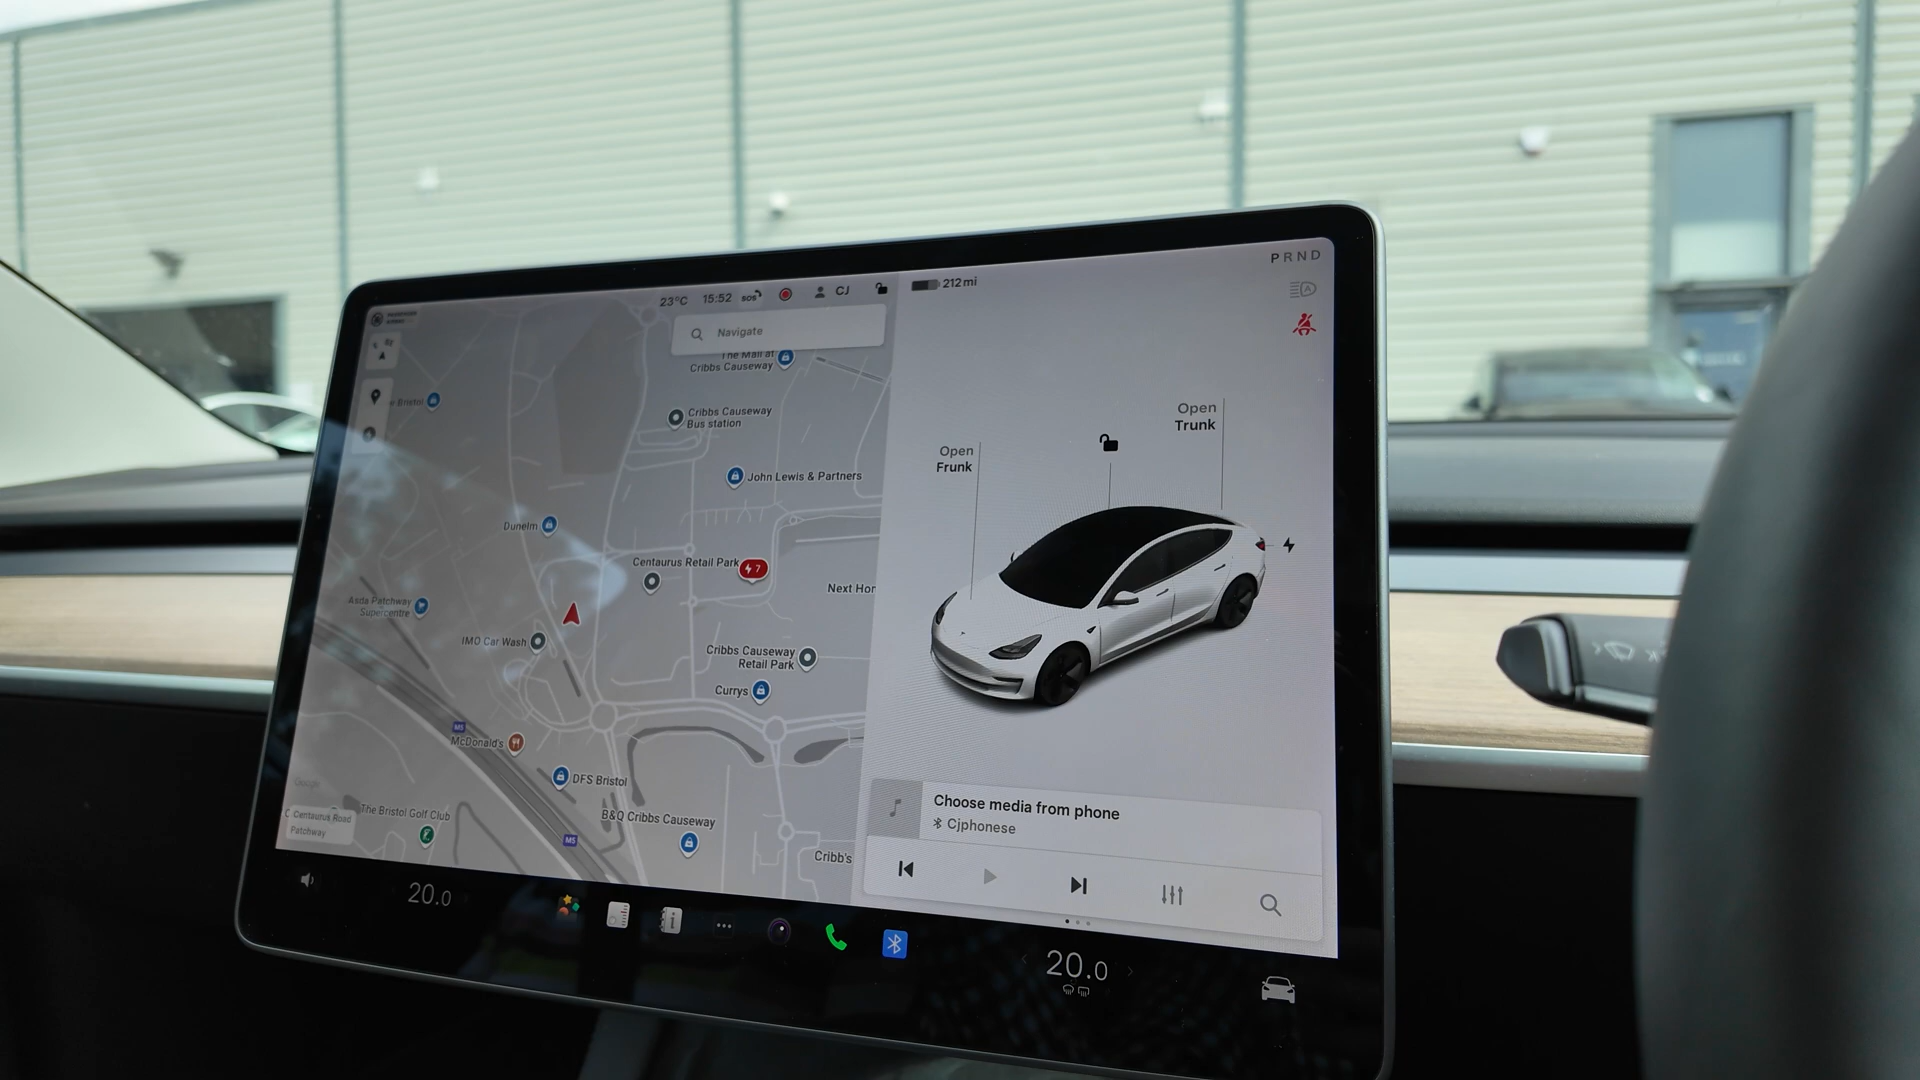 23°C
15:52
SOS
CJ
212 mi
P R N D
Navigate
The Mall at
Cribbs Causeway
Bristol
Cribbs Causeway
Bus station
John Lewis & Partners
Dunelm
Centaurus Retail Park
7
Next Hor
Asda Patchway
Supercentre
IMO Car Wash
Cribbs Causeway
Retail Park
Currys
M5
McDonald's
DFS Bristol
Google
The Bristol Golf Club
B&Q Cribbs Causeway
Centaurus Road
Patchway
M5
Cribb's
Open
Frunk
Open
Trunk
Choose media from phone
Cjphonese
20.0
20.0